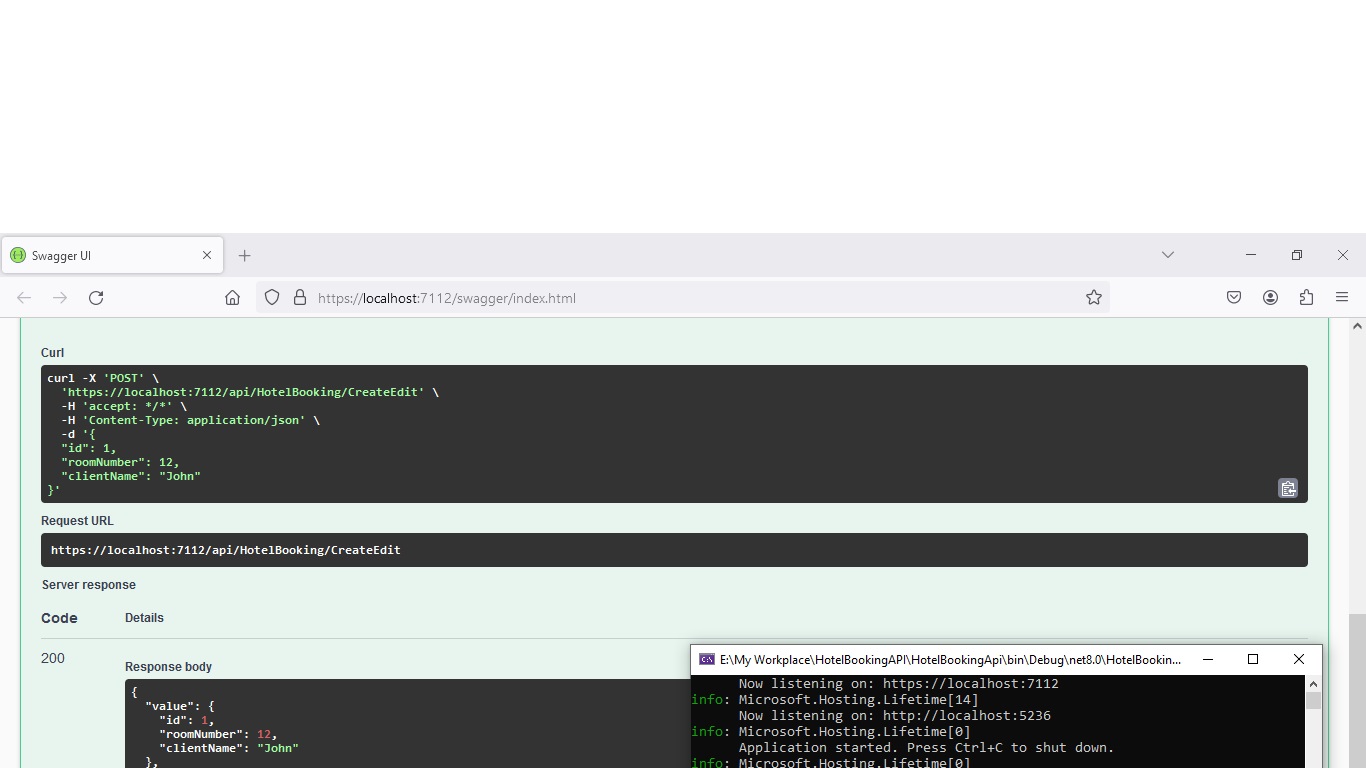 Swagger UI
https://localhost:7112/swagger/index.html
Curl
curl -X 'POST' \
'https://localhost:7112/api/HotelBooking/CreateEdit' \
-H 'accept: */*' \
-H 'Content-Type: application/json' \
-d '{
"id": 1,
"roomNumber": 12,
"clientName": "John"
}'
Request URL
https://localhost:7112/api/HotelBooking/CreateEdit
Server response
Code Details
200
Response body
{
"value": {
"id": 1,
"roomNumber": 12,
"clientName": "John"
},
E:\My Workplace\HotelBookingAPI\HotelBookingApi\bin\Debug\net8.0\HotelBookin...
Now listening on: https://localhost:7112
info: Microsoft.Hosting.Lifetime[14]
Now listening on: http://localhost:5236
info: Microsoft.Hosting.Lifetime[0]
Application started. Press Ctrl+C to shut down.
info: Microsoft.Hosting.Lifetime[0]